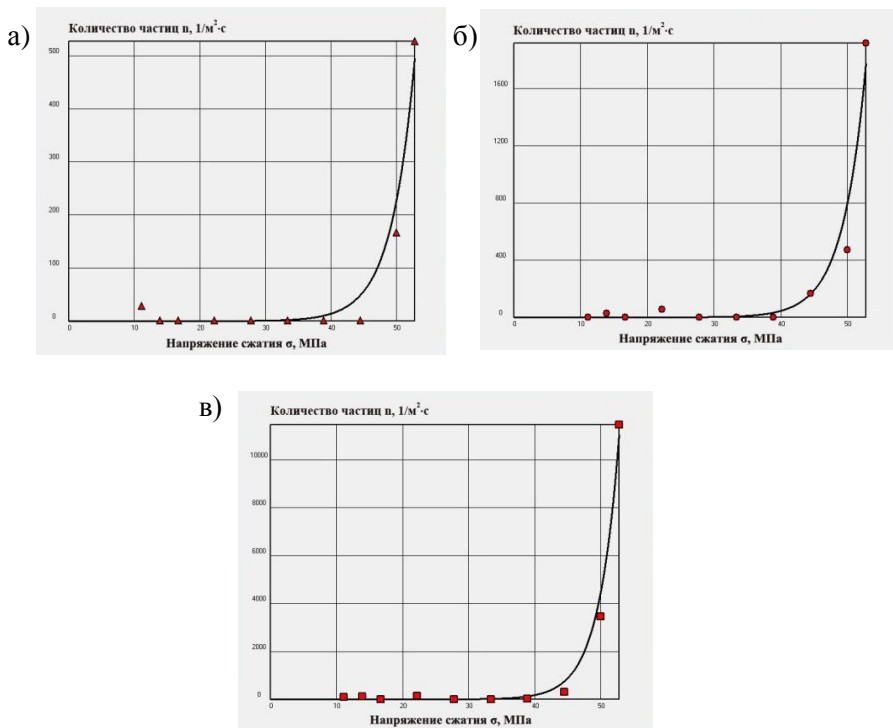 а)
Количество частиц n, 1/м²·с
500
400
300
200
100
0
0 10 20 30 40 50
Напряжение сжатия σ, МПа
б)
Количество частиц n, 1/м²·с
1600
1200
800
400
0
0 10 20 30 40 50
Напряжение сжатия σ, МПа
в)
Количество частиц n, 1/м²·с
10000
8000
6000
4000
2000
0
0 10 20 30 40 50
Напряжение сжатия σ, МПа